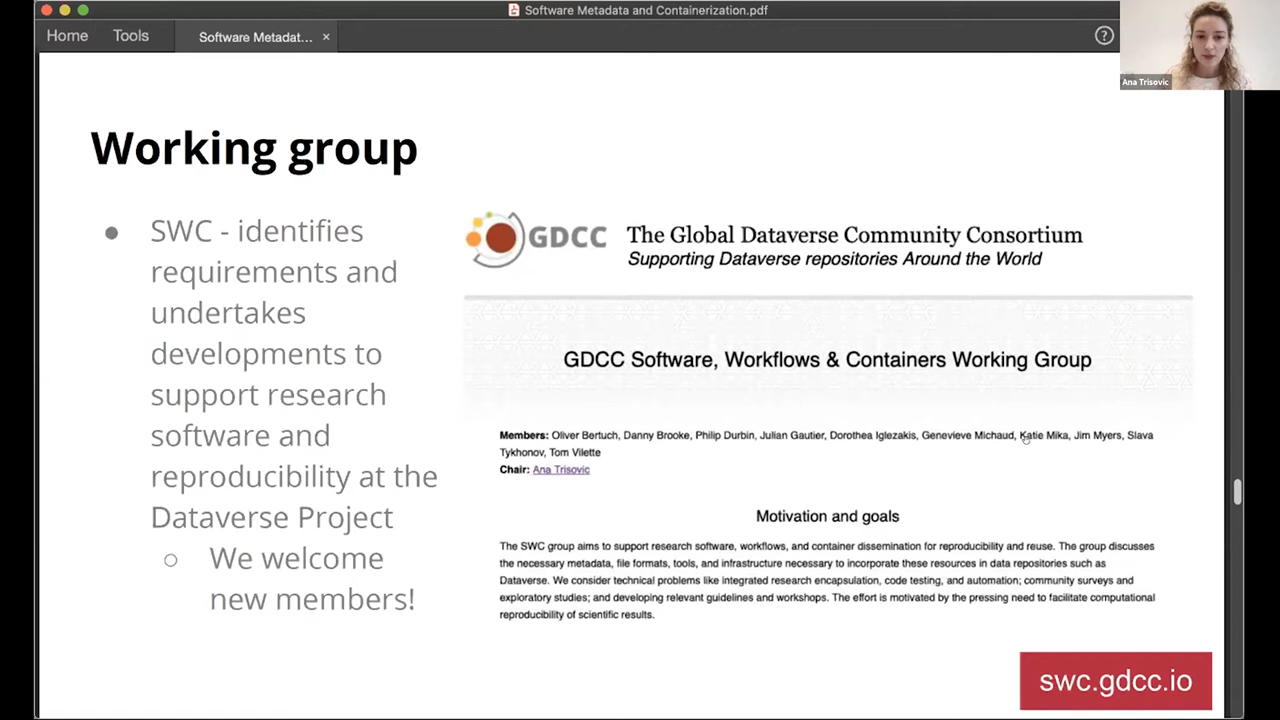 Software Metadata and Containerization.pdf
Home Tools Software Metadat... ×
?
Ana Trisovic
Working group
● SWC - identifies
requirements and
undertakes
developments to
support research
software and
reproducibility at the
Dataverse Project
○ We welcome
new members!
GDCC
The Global Dataverse Community Consortium
Supporting Dataverse repositories Around the World
GDCC Software, Workflows & Containers Working Group
Members: Oliver Bertuch, Danny Brooke, Philip Durbin, Julian Gautier, Dorothea Iglezakis, Genevieve Michaud, Katie Mika, Jim Myers, Slava
Tykhonov, Tom Vilette
Chair: Ana Trisovic
Motivation and goals
The SWC group aims to support research software, workflows, and container dissemination for reproducibility and reuse. The group discusses
the necessary metadata, file formats, tools, and infrastructure necessary to incorporate these resources in data repositories such as
Dataverse. We consider technical problems like integrated research encapsulation, code testing, and automation; community surveys and
exploratory studies; and developing relevant guidelines and workshops. The effort is motivated by the pressing need to facilitate computational
reproducibility of scientific results.
swc.gdcc.io